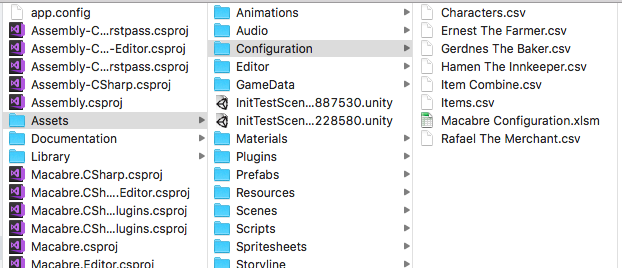 app.config
Assembly-C...rstpass.csproj
Assembly-C...-Editor.csproj
Assembly-C...rstpass.csproj
Assembly-CSharp.csproj
Assembly.csproj
Assets
Documentation
Library
Macabre.CSharp.csproj
Macabre.CSh....Editor.csproj
Macabre.CSh...lugins.csproj
Macabre.CSh...lugins.csproj
Macabre.csproj
Macabre.Editor.csproj
Animations
Audio
Configuration
Editor
GameData
InitTestScen...887530.unity
InitTestScen...228580.unity
Materials
Plugins
Prefabs
Resources
Scenes
Scripts
Spritesheets
Storyline
Characters.csv
Ernest The Farmer.csv
Gerdnes The Baker.csv
Hamen The Innkeeper.csv
Item Combine.csv
Items.csv
Macabre Configuration.xlsm
Rafael The Merchant.csv